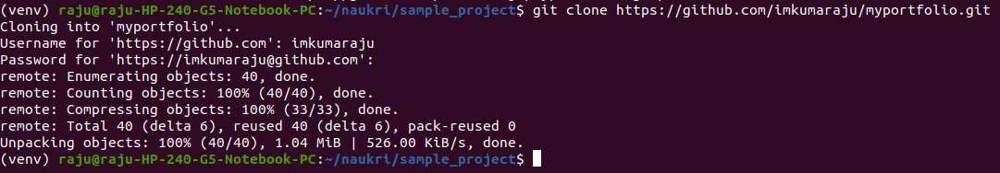 (venv) raju@raju-HP-240-G5-Notebook-PC:~/naukri/sample_project$ git clone https://github.com/imkumaraju/myportfolio.git
Cloning into 'myportfolio'...
Username for 'https://github.com': imkumaraju
Password for 'https://imkumaraju@github.com':
remote: Enumerating objects: 40, done.
remote: Counting objects: 100% (40/40), done.
remote: Compressing objects: 100% (33/33), done.
remote: Total 40 (delta 6), reused 40 (delta 6), pack-reused 0
Unpacking objects: 100% (40/40), 1.04 MiB | 526.00 KiB/s, done.
(venv) raju@raju-HP-240-G5-Notebook-PC:~/naukri/sample_project$